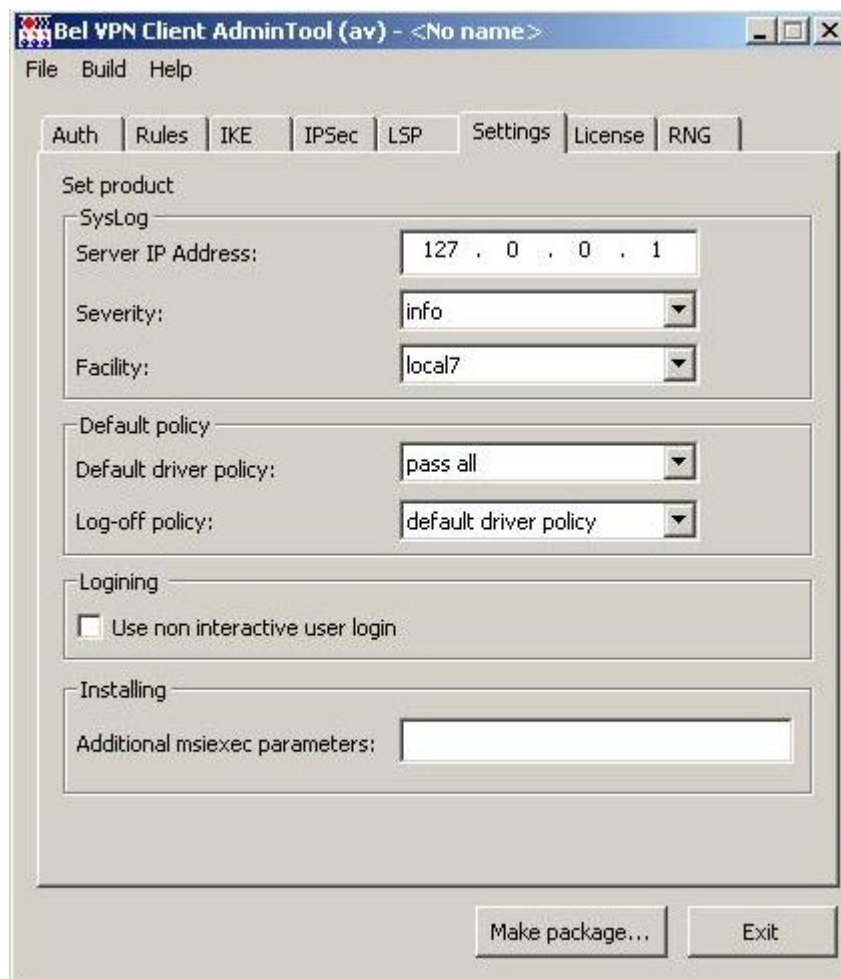 Bel VPN Client AdminTool (av) - <No name>
File Build Help
Auth Rules IKE IPSec LSP Settings License RNG
Set product
SysLog
Server IP Address: 127 . 0 . 0 . 1
Severity: info
Facility: local7
Default policy
Default driver policy: pass all
Log-off policy: default driver policy
Logining
Use non interactive user login
Installing
Additional msiexec parameters:
Make package... Exit